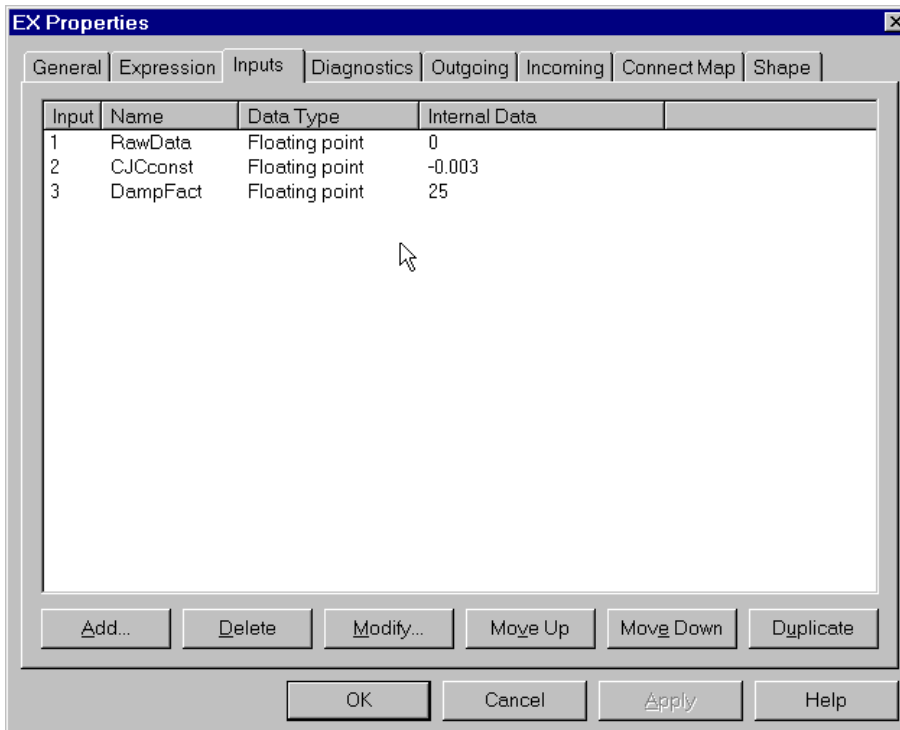 EX Properties
General Expression Inputs Diagnostics Outgoing Incoming Connect Map Shape
Input Name Data Type Internal Data
1 RawData Floating point 0
2 CJCconst Floating point -0.003
3 DampFact Floating point 25
Add... Delete Modify... Move Up Move Down Duplicate
OK Cancel Apply Help